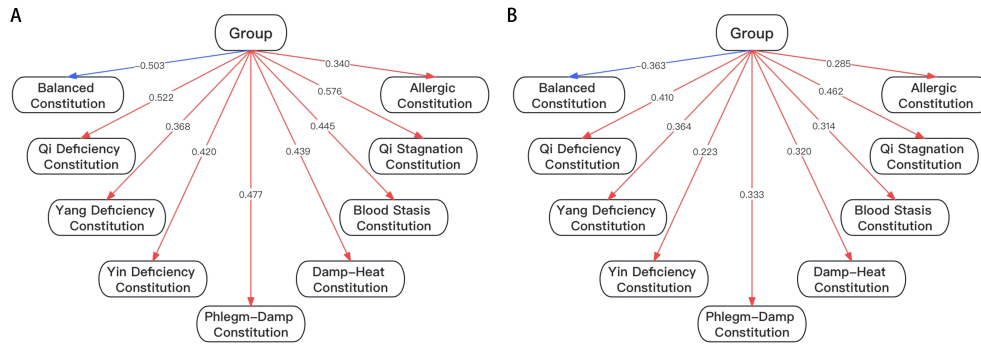 A
Group
−0.503
0.340
Balanced
Constitution
Allergic
Constitution
0.522
0.576
0.368
0.445
Qi Deficiency
Constitution
0.420
0.439
Qi Stagnation
Constitution
0.477
Yang Deficiency
Constitution
Blood Stasis
Constitution
Yin Deficiency
Constitution
Damp−Heat
Constitution
Phlegm−Damp
Constitution
B
Group
−0.363
0.285
Balanced
Constitution
Allergic
Constitution
0.410
0.462
0.364
0.314
Qi Deficiency
Constitution
0.223
0.320
Qi Stagnation
Constitution
0.333
Yang Deficiency
Constitution
Blood Stasis
Constitution
Yin Deficiency
Constitution
Damp−Heat
Constitution
Phlegm−Damp
Constitution